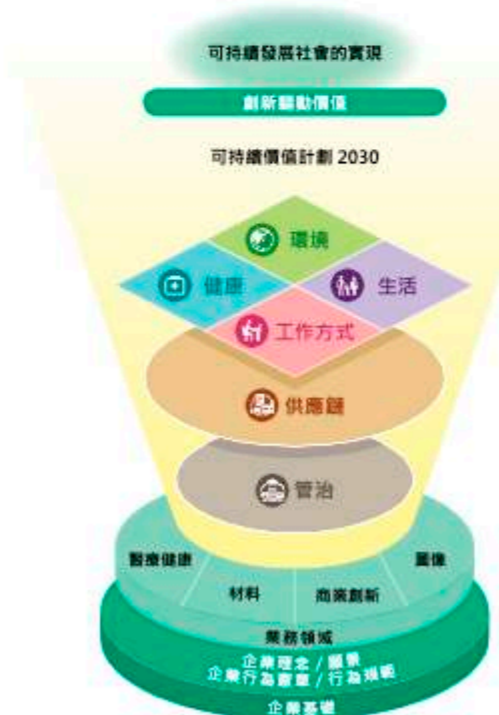 可持續發展社會的實現
創新驅動價值
可持續價值計劃 2030
環境
健康
生活
工作方式
供應鏈
管治
醫療健康
材料
商業創新
圖像
業務領域
企業理念 / 願景
企業行為憲章 / 行為規範
企業基礎